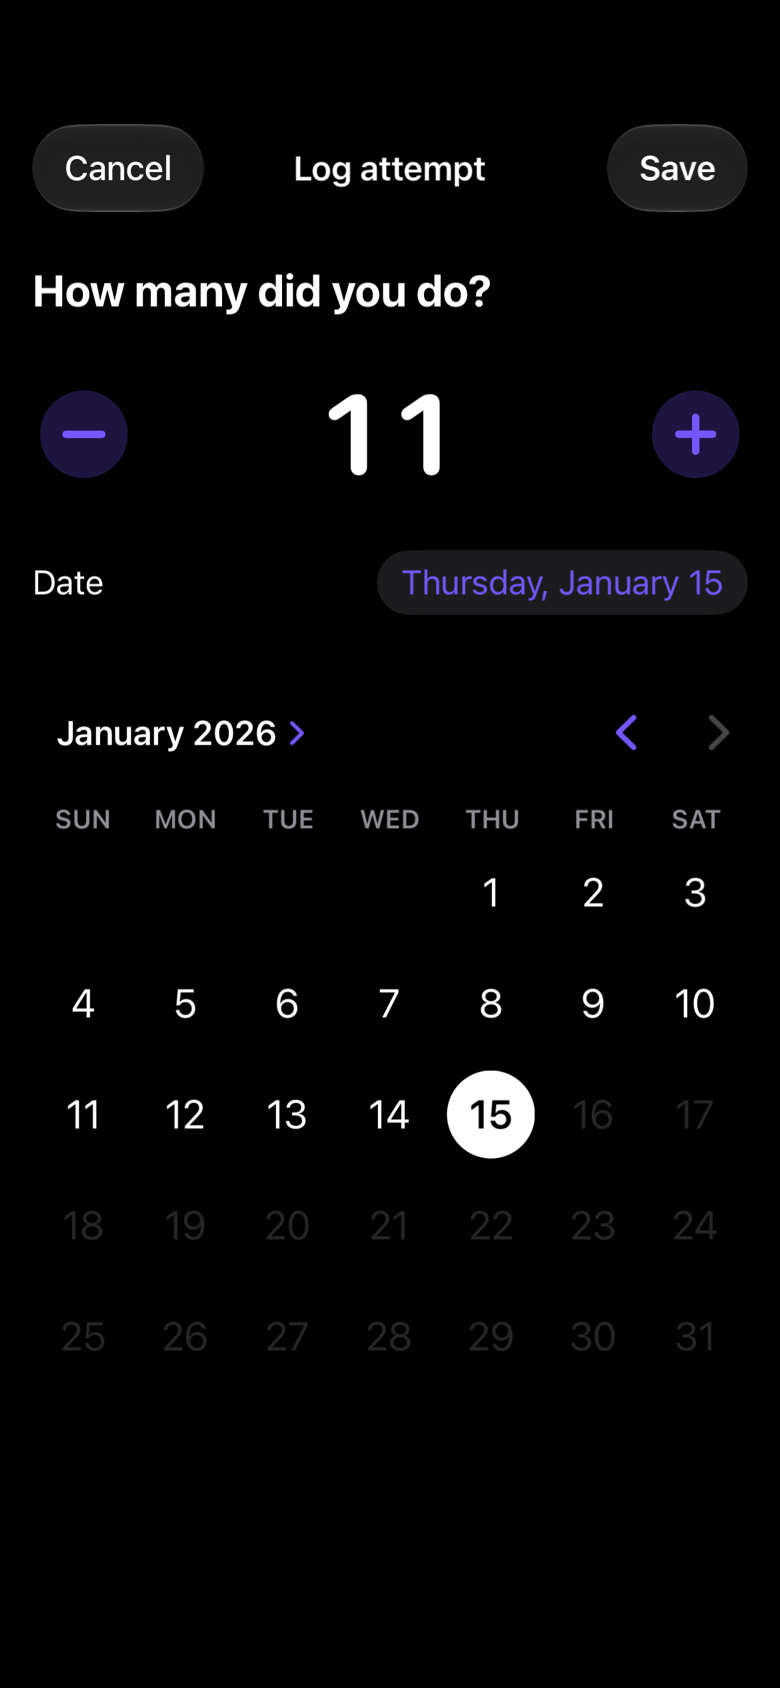 Cancel Log attempt Save
How many did you do?
11
Date Thursday, January 15
January 2026
SUN MON TUE WED THU FRI SAT
1 2 3
4 5 6 7 8 9 10
11 12 13 14 15 16 17
18 19 20 21 22 23 24
25 26 27 28 29 30 31